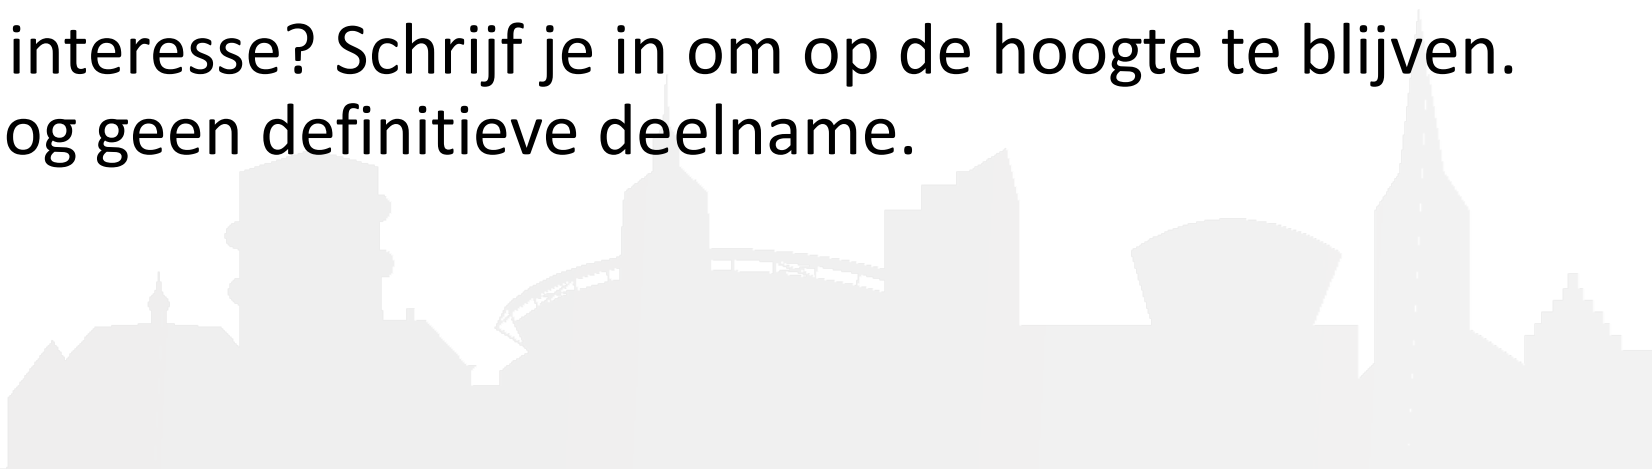 interesse? Schrijf je in om op de hoogte te blijven.
og geen definitieve deelname.